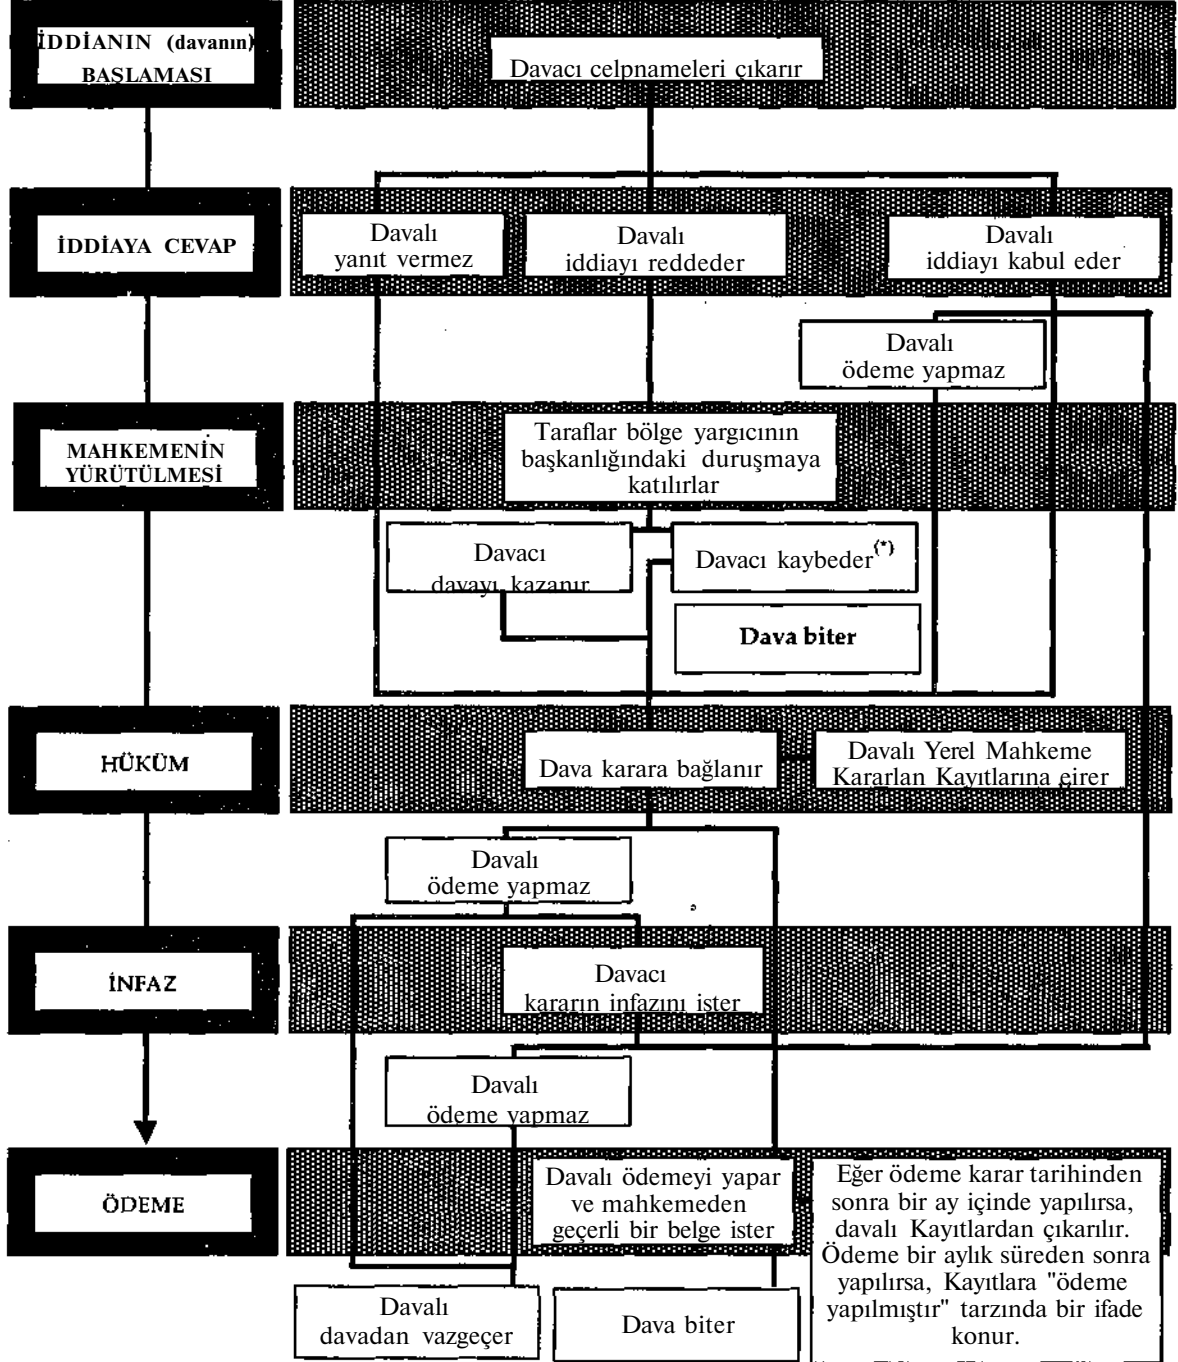 İDDİANIN (davanın)
BAŞLAMASI
Davacı celpnameleri çıkarır
İDDİAYA CEVAP
Davalı
yanıt vermez
Davalı
iddiayı reddeder
Davalı
iddiayı kabul eder
Davalı
ödeme yapmaz
MAHKEMENİN
YÜRÜTÜLMESİ
Taraflar bölge yargıcının
başkanlığındaki duruşmaya
katılırlar
Davacı
davayı kazanır
Davacı kaybeder(*)
Dava biter
HÜKÜM
Dava karara bağlanır
Davalı Yerel Mahkeme
Kararlan Kayıtlarına girer
Davalı
ödeme yapmaz
İNFAZ
Davacı
kararın infazını ister
Davalı
ödeme yapmaz
ÖDEME
Davalı ödemeyi yapar
ve mahkemeden
geçerli bir belge ister
Eğer ödeme karar tarihinden
sonra bir ay içinde yapılırsa,
davalı Kayıtlardan çıkarılır.
Ödeme bir aylık süreden sonra
yapılırsa, Kayıtlara "ödeme
yapılmıştır" tarzında bir ifade
konur.
Davalı
davadan vazgeçer
Dava biter